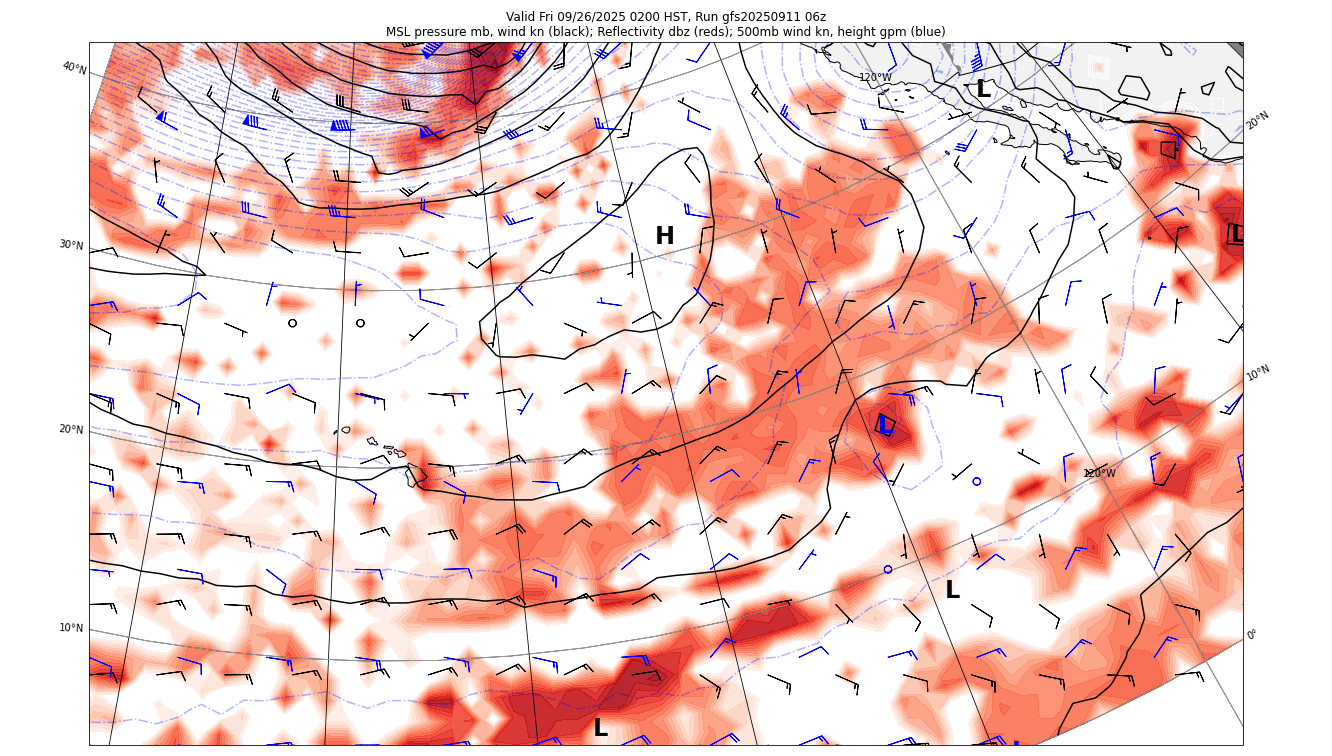 Valid Fri 09/26/2025 0200 HST, Run gfs20250911 06z
MSL pressure mb, wind kn (black); Reflectivity dbz (reds); 500mb wind kn, height gpm (blue)
40°N
120°W
L
20°N
30°N
H
L
10°N
20°N
L
120°W
L
10°N
0°
L